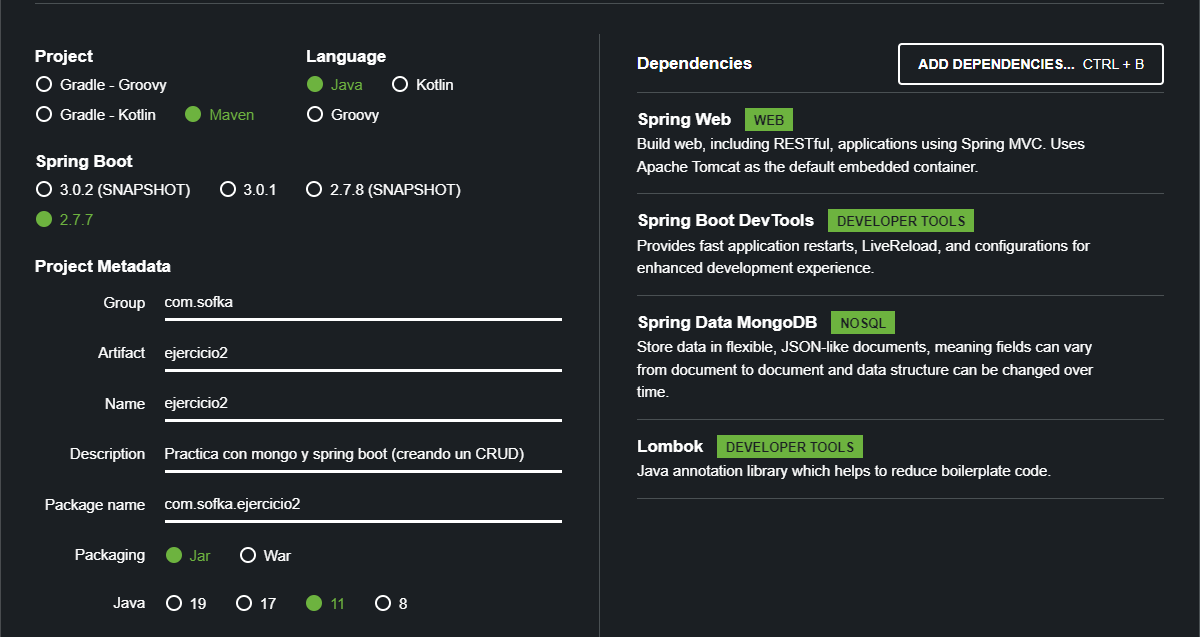 Project
Gradle - Groovy
Gradle - Kotlin Maven
Language
Java Kotlin
Groovy
Spring Boot
3.0.2 (SNAPSHOT) 3.0.1 2.7.8 (SNAPSHOT)
2.7.7
Project Metadata
Group com.sofka
Artifact ejercicio2
Name ejercicio2
Description Practica con mongo y spring boot (creando un CRUD)
Package name com.sofka.ejercicio2
Packaging Jar War
Java 19 17 11 8
Dependencies ADD DEPENDENCIES... CTRL + B
Spring Web WEB
Build web, including RESTful, applications using Spring MVC. Uses
Apache Tomcat as the default embedded container.
Spring Boot DevTools DEVELOPER TOOLS
Provides fast application restarts, LiveReload, and configurations for
enhanced development experience.
Spring Data MongoDB NOSQL
Store data in flexible, JSON-like documents, meaning fields can vary
from document to document and data structure can be changed over
time.
Lombok DEVELOPER TOOLS
Java annotation library which helps to reduce boilerplate code.